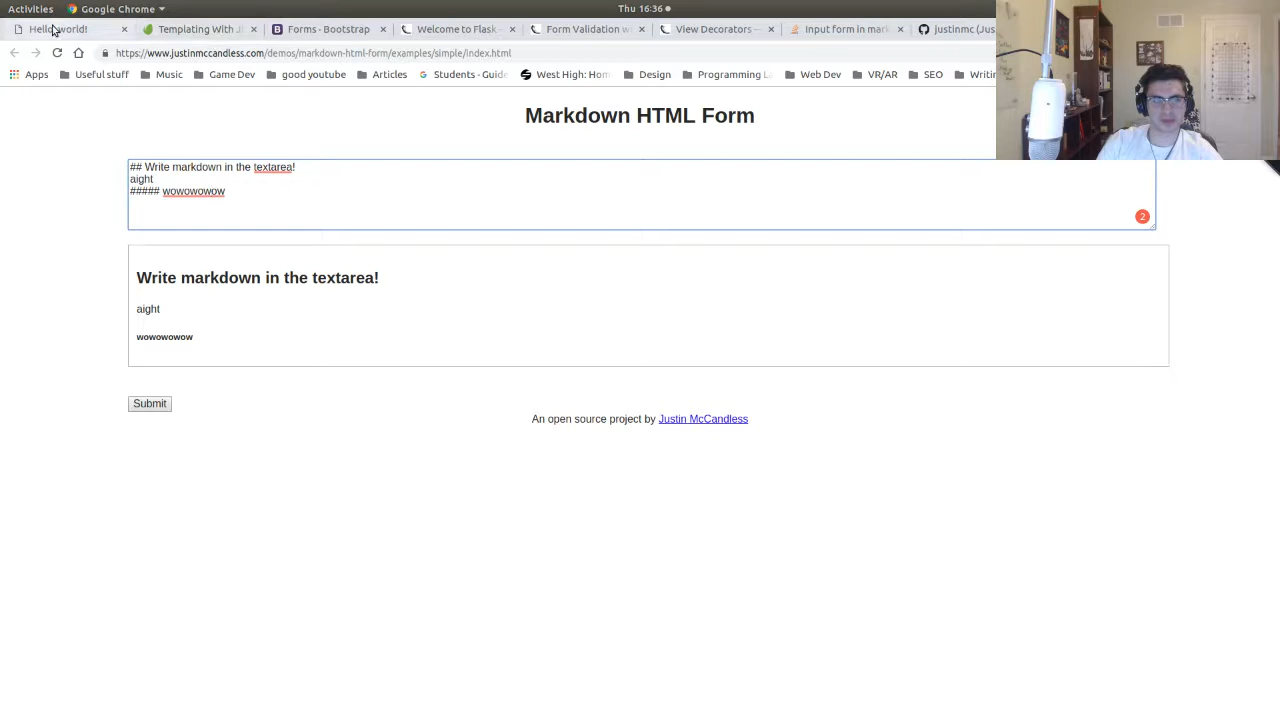 Activities Google Chrome Thu 16:36
Hello world! Templating With Ji Forms - Bootstrap Welcome to Flask Form Validation w View Decorators — Input form in mark justinmc (Jus
https://www.justinmccandless.com/demos/markdown-html-form/examples/simple/index.html
Apps Useful stuff Music Game Dev good youtube Articles Students - Guide West High: Hom Design Programming La Web Dev VR/AR SEO Writin
Markdown HTML Form
## Write markdown in the textarea!
aight
##### wowowowow
2
Write markdown in the textarea!
aight
wowowowow
Submit
An open source project by Justin McCandless